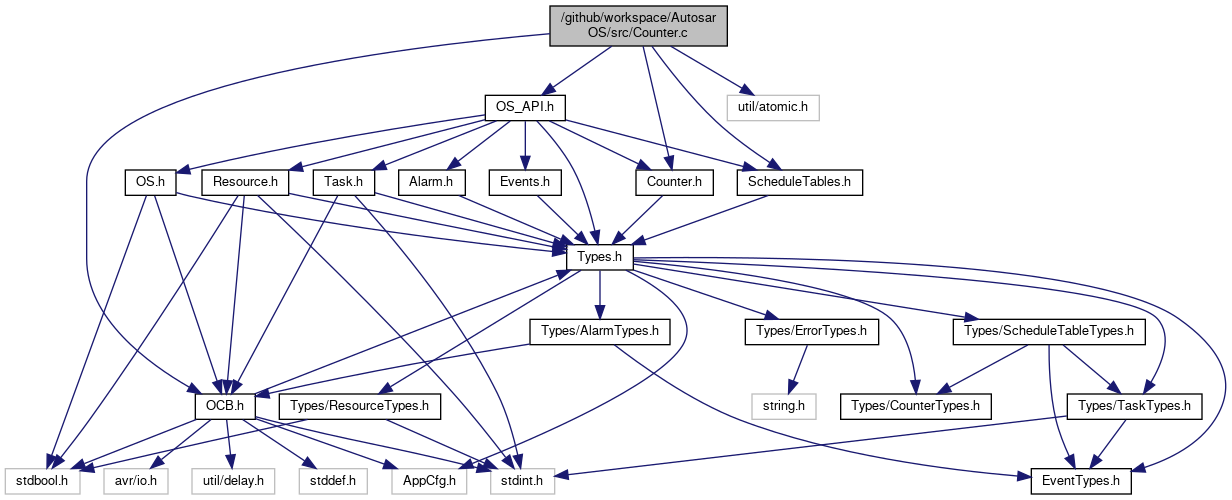 /github/workspace/Autosar
OS/src/Counter.c
OS_API.h
util/atomic.h
OS.h
Resource.h
Task.h
Alarm.h
Events.h
Counter.h
ScheduleTables.h
Types.h
Types/AlarmTypes.h
Types/ErrorTypes.h
Types/ScheduleTableTypes.h
OCB.h
Types/ResourceTypes.h
string.h
Types/CounterTypes.h
Types/TaskTypes.h
stdbool.h
avr/io.h
util/delay.h
stddef.h
AppCfg.h
stdint.h
EventTypes.h